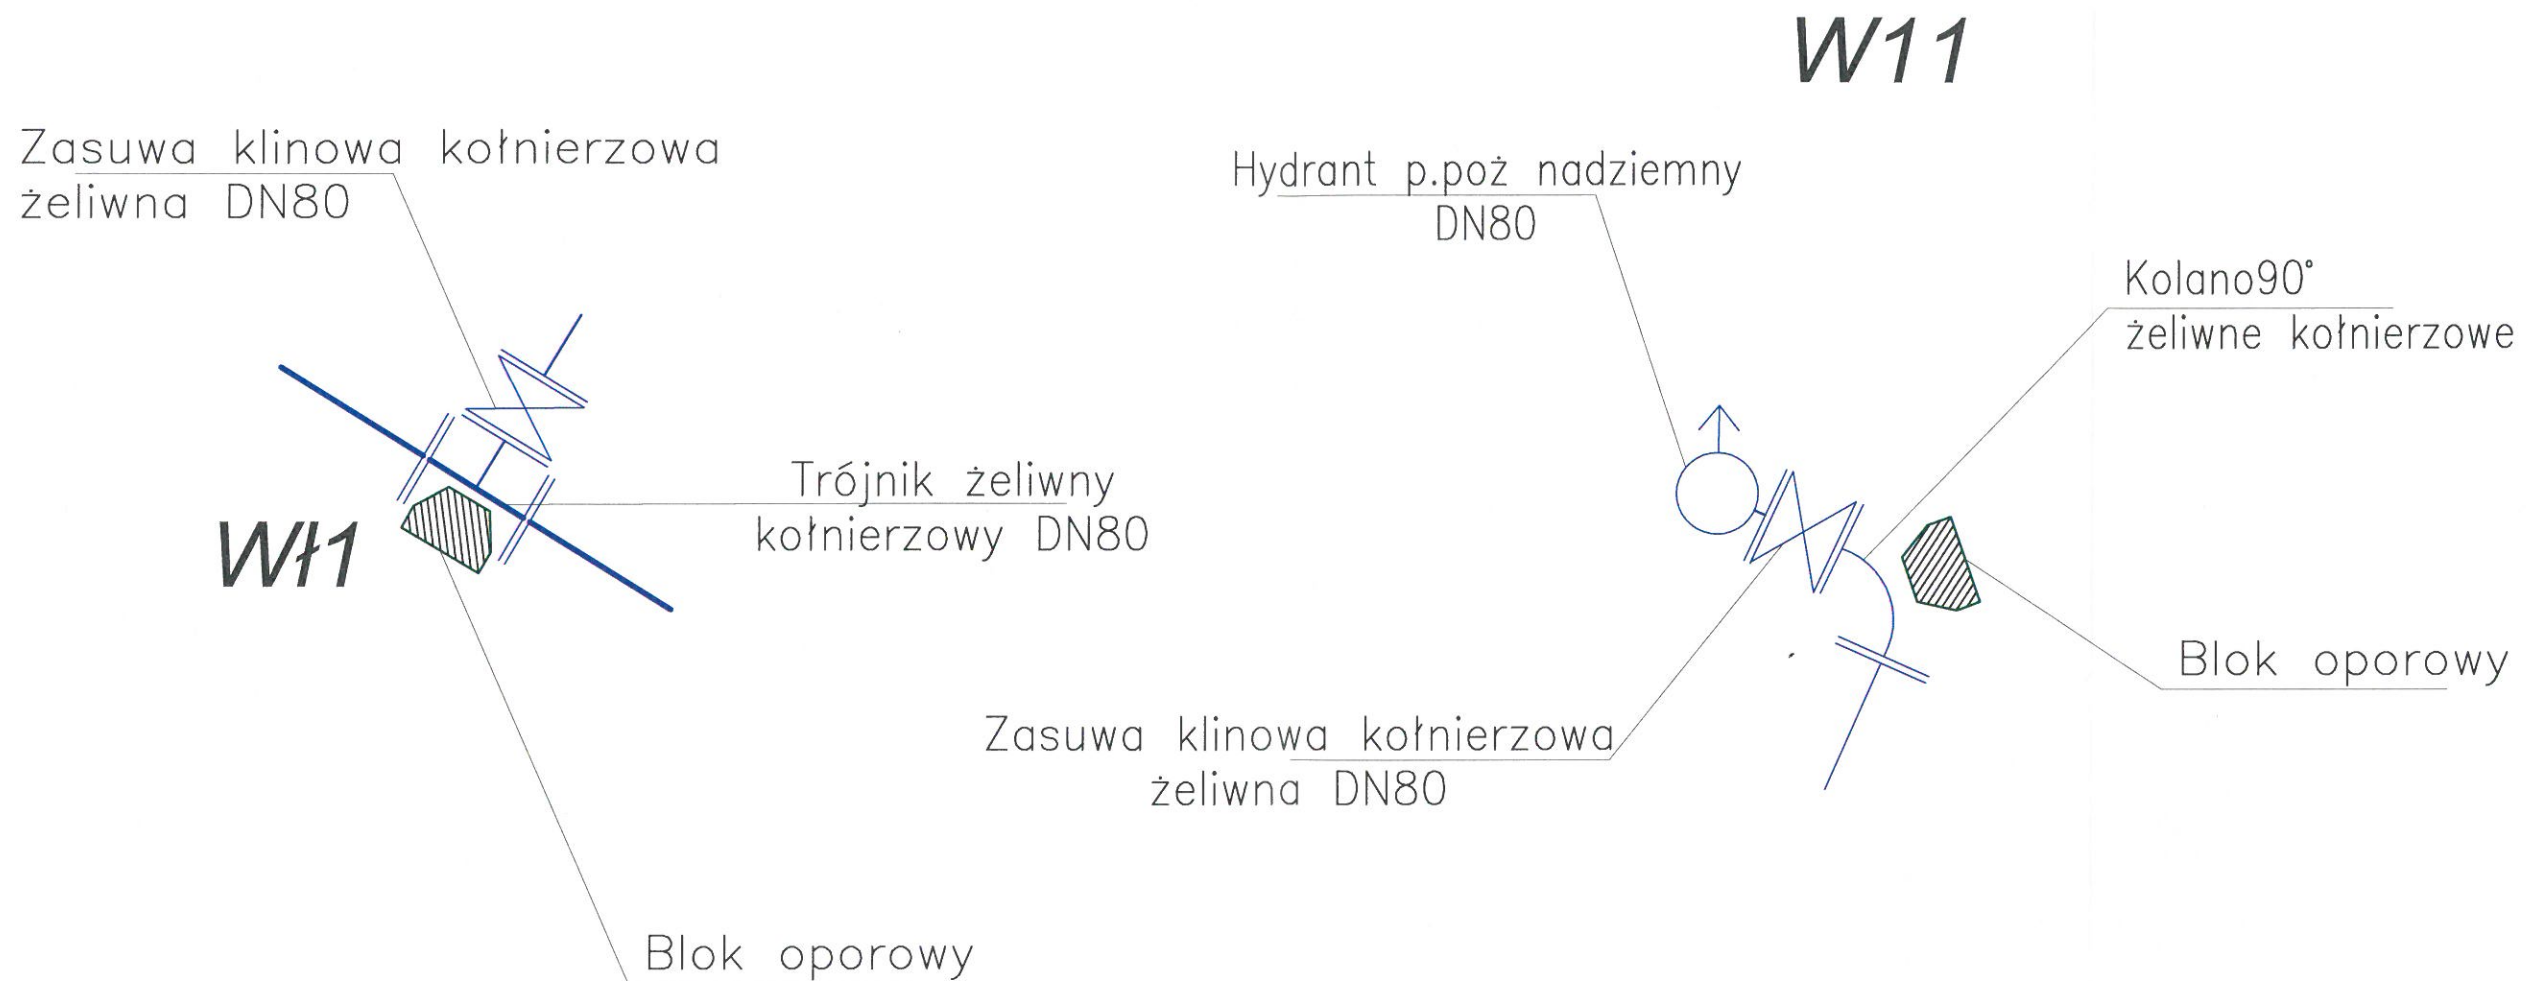 W11
Zasuwa klinowa kołnierzowa
żeliwna DN80
Hydrant p.poż nadziemny
DN80
Kolano90°
żeliwne kołnierzowe
Trójnik żeliwny
kołnierzowy DN80
Wł1
Blok oporowy
Zasuwa klinowa kołnierzowa
żeliwna DN80
Blok oporowy